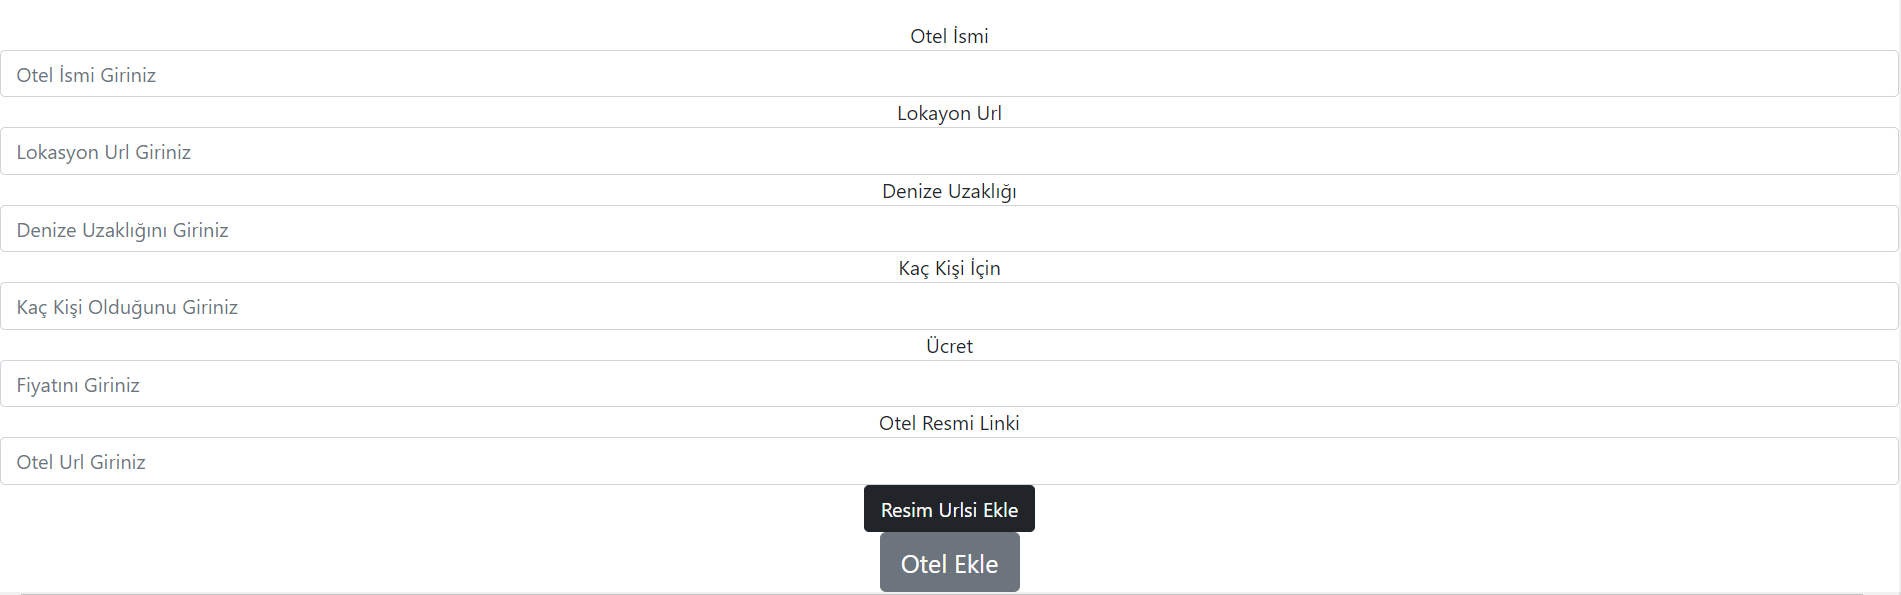 Otel İsmi
Otel İsmi Giriniz
Lokayon Url
Lokasyon Url Giriniz
Denize Uzaklığı
Denize Uzaklığını Giriniz
Kaç Kişi İçin
Kaç Kişi Olduğunu Giriniz
Ücret
Fiyatını Giriniz
Otel Resmi Linki
Otel Url Giriniz
Resim Urlsi Ekle
Otel Ekle